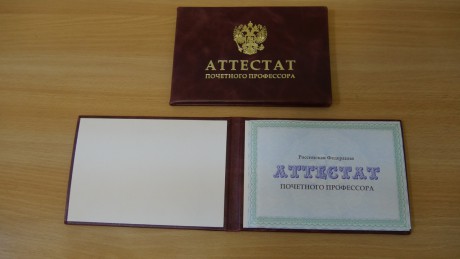 АТТЕСТАТ
ПОЧЕТНОГО ПРОФЕССОРА
Российская Федерация
АТТЕСТАТ
ПОЧЕТНОГО ПРОФЕССОРА